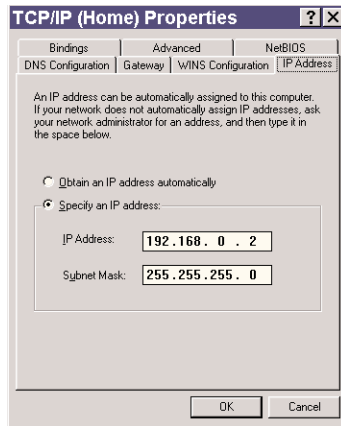 TCP/IP (Home) Properties ? X
Bindings Advanced NetBIOS
DNS Configuration Gateway WINS Configuration IP Address
An IP address can be automatically assigned to this computer.
If your network does not automatically assign IP addresses, ask
your network administrator for an address, and then type it in
the space below.
Obtain an IP address automatically
Specify an IP address:
IP Address: 192.168. 0 . 2
Subnet Mask: 255.255.255. 0
OK Cancel